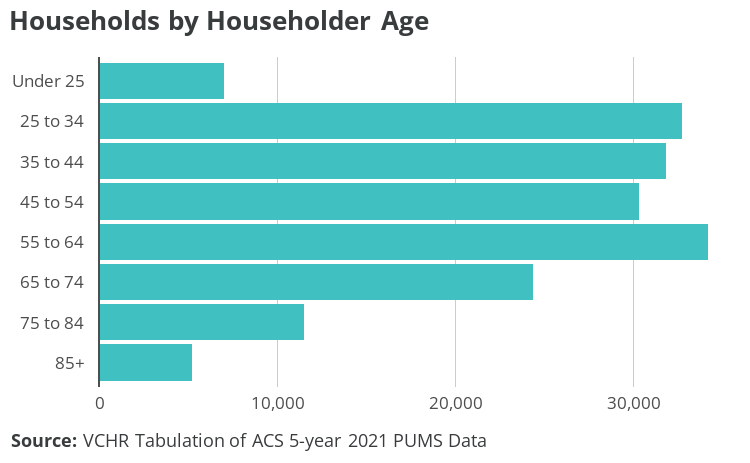 Households by Householder Age
Under 25
25 to 34
35 to 44
45 to 54
55 to 64
65 to 74
75 to 84
85+
0 10,000 20,000 30,000
Source: VCHR Tabulation of ACS 5-year 2021 PUMS Data